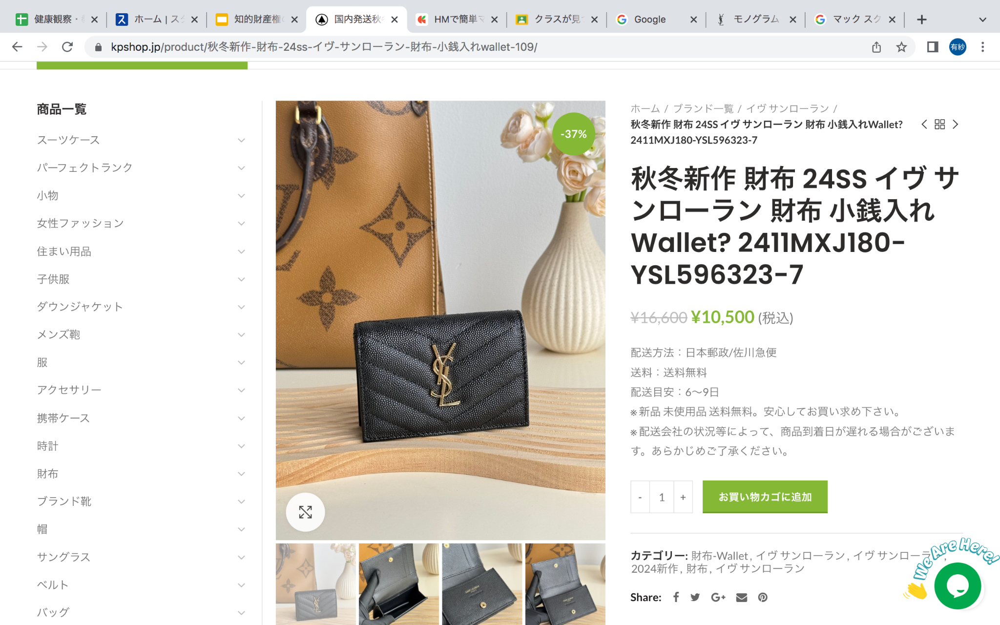 健康観察・
ホーム | ス
知的財産権
国内発送秋
HMで簡単
クラスが見
Google
モノグラム
マック スク
kpshop.jp/product/秋冬新作-財布-24ss-イヴ-サンローラン-財布-小銭入れwallet-109/
有紗
商品一覧
スーツケース
パーフェクトランク
小物
女性ファッション
住まい用品
子供服
ダウンジャケット
メンズ鞄
服
アクセサリー
携帯ケース
時計
財布
ブランド靴
帽
サングラス
ベルト
バッグ
-37%
YSL
ホーム / ブランド一覧 / イヴ サンローラン /
秋冬新作 財布 24SS イヴ サンローラン 財布 小銭入れWallet?
2411MXJ180-YSL596323-7
秋冬新作 財布 24SS イヴ サ
ンローラン 財布 小銭入れ
Wallet? 2411MXJ180-
YSL596323-7
¥16,600 ¥10,500 (税込)
配送方法：日本郵政/佐川急便
送料：送料無料
配送目安：6〜9日
※新品 未使用品 送料無料。安心してお買い求め下さい。
※配送会社の状況等によって、商品到着日が遅れる場合がございま
す。あらかじめご了承ください。
- 1 +
お買い物カゴに追加
カテゴリー: 財布-Wallet, イヴ サンローラン, イヴ サンローラ
2024新作, 財布, イヴ サンローラン
Share:
We Are Here!